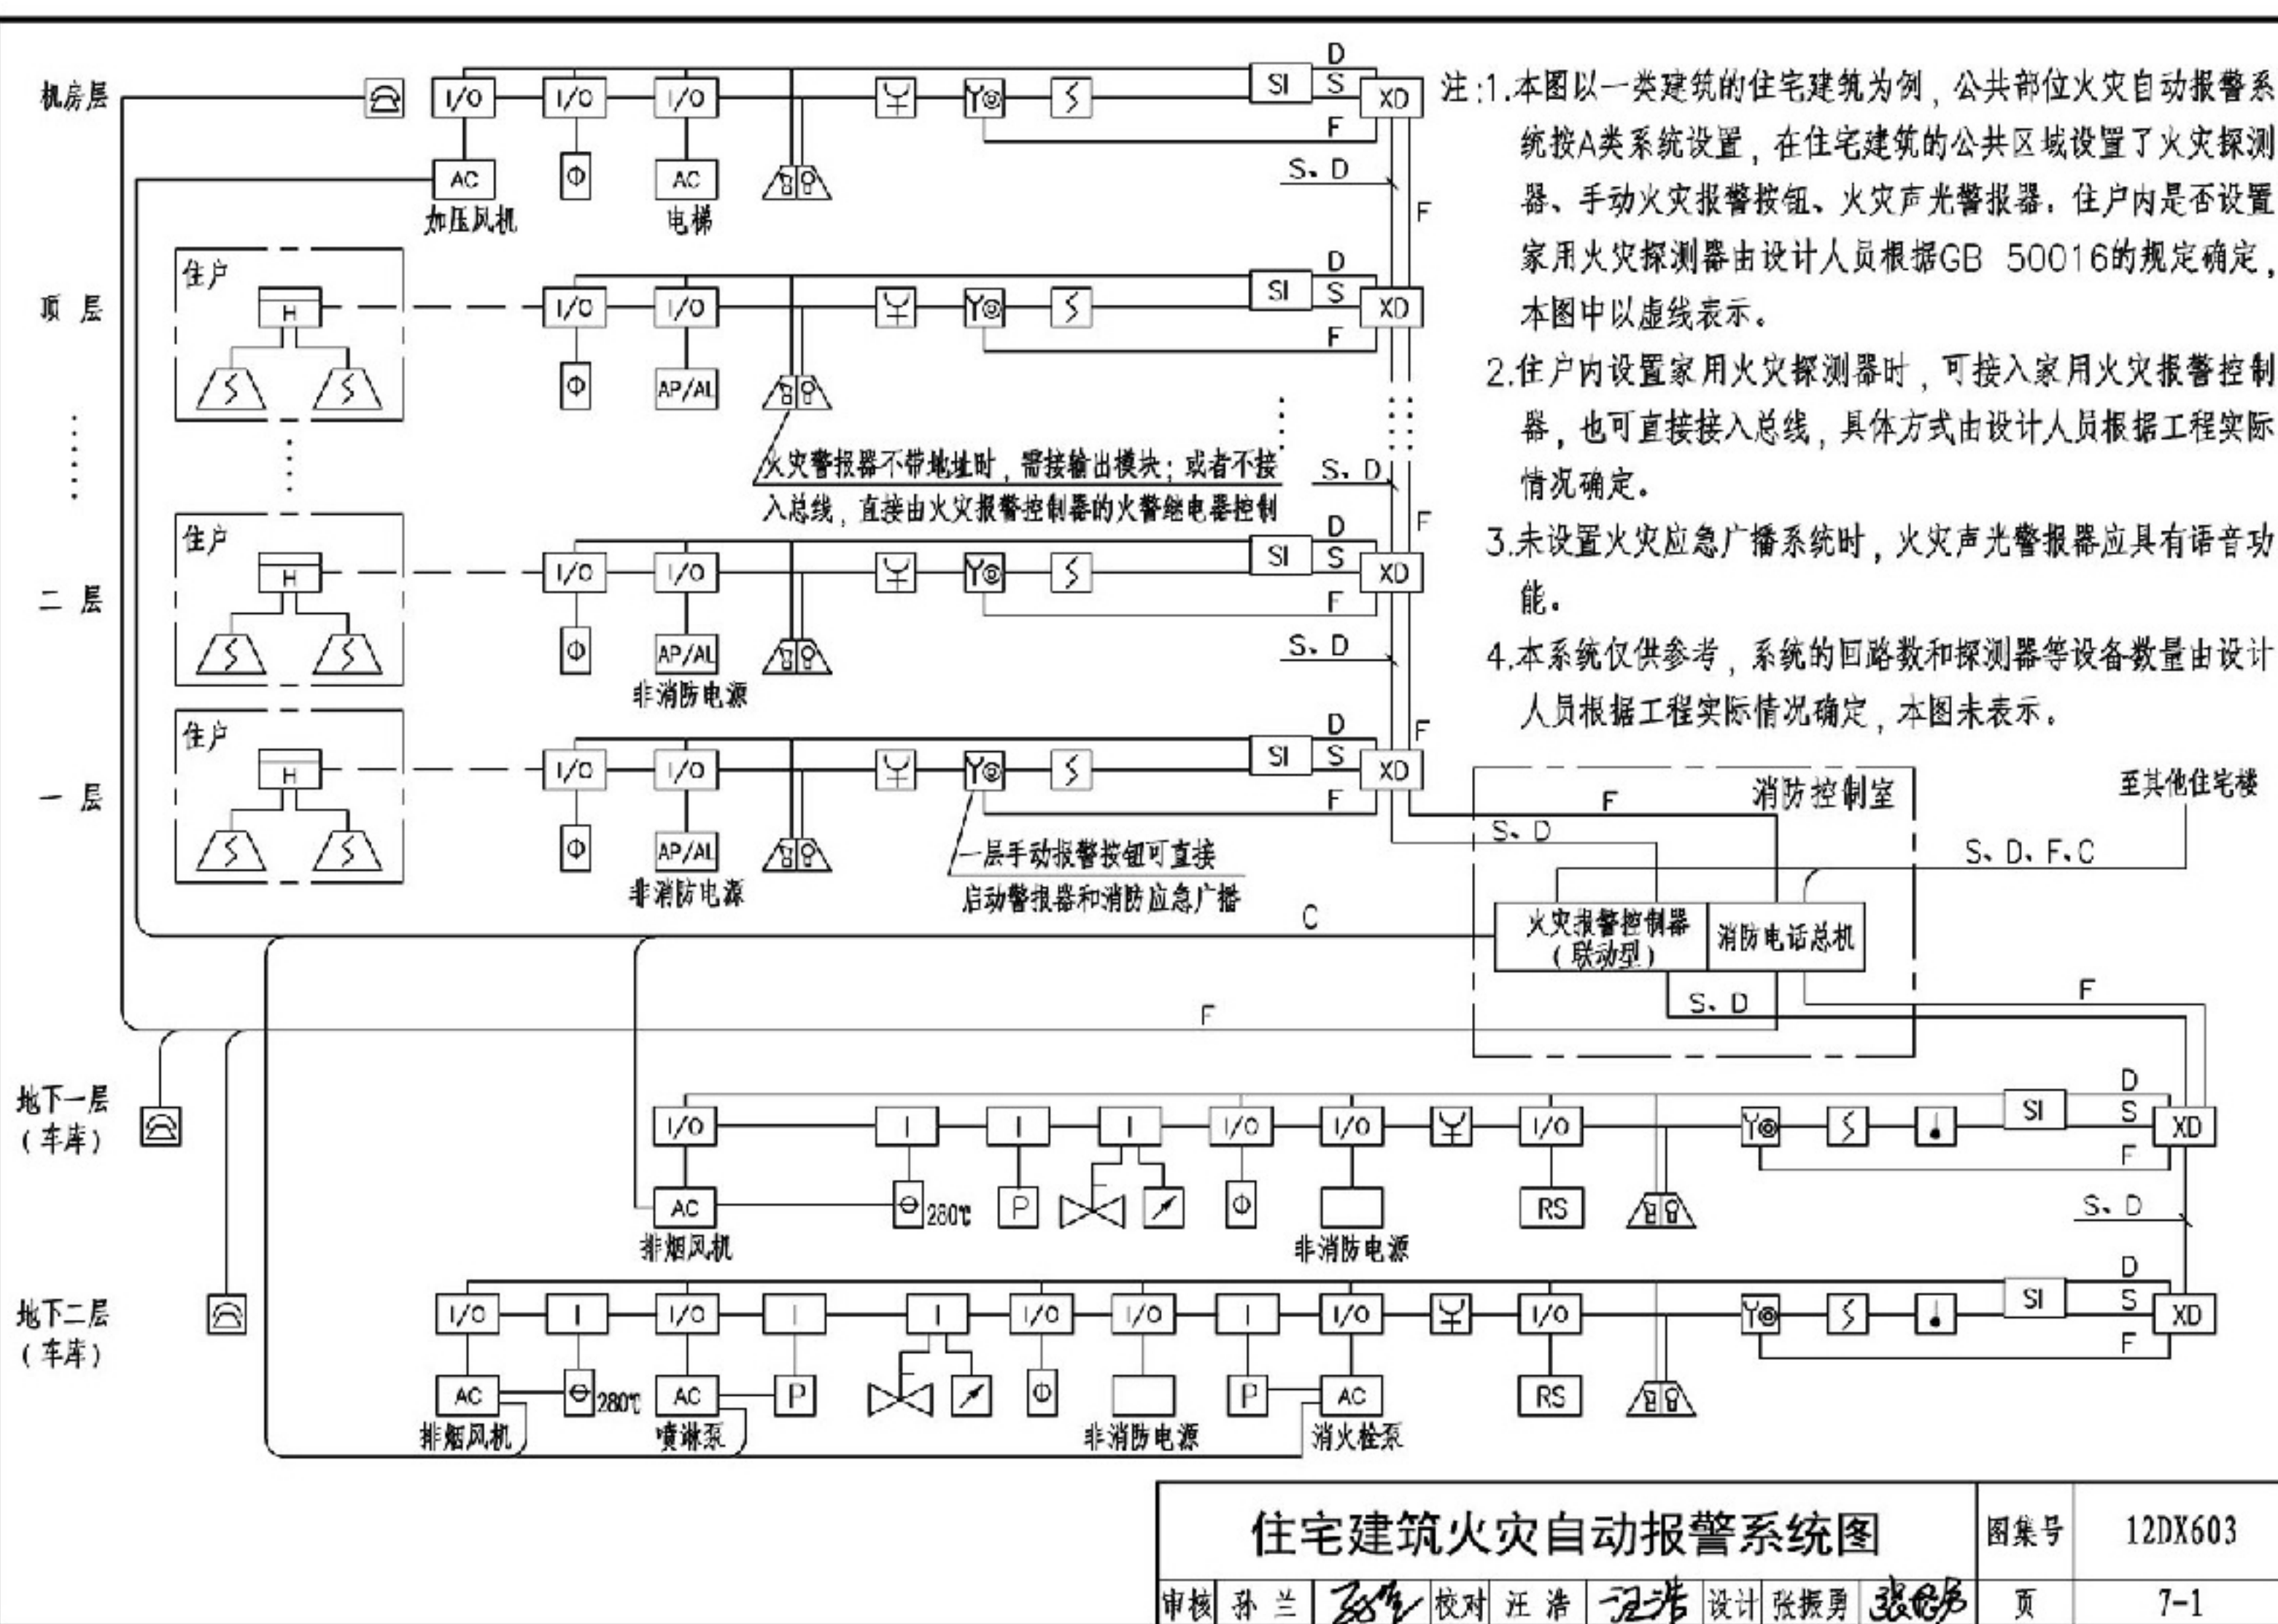 机房层
I/O
I/O
I/O
SI
D
S
F
XD
AC
Φ
AC
S、D
F
加压风机
电梯
住户
顶 层
H
I/O
I/O
SI
D
S
F
XD
Φ
AP/AL
火灾警报器不带地址时，需接输出模块；或者不接
入总线，直接由火灾报警控制器的火警继电器控制
S、D
F
住户
二 层
H
I/O
I/O
SI
D
S
F
XD
Φ
AP/AL
非消防电源
S、D
F
住户
一 层
H
I/O
I/O
SI
D
S
F
XD
Φ
AP/AL
非消防电源
一层手动报警按钮可直接
启动警报器和消防应急广播
注：1.本图以一类建筑的住宅建筑为例，公共部位火灾自动报警系
统按A类系统设置，在住宅建筑的公共区域设置了火灾探测
器、手动火灾报警按钮、火灾声光警报器。住户内是否设置
家用火灾探测器由设计人员根据GB 50016的规定确定，
本图中以虚线表示。
2.住户内设置家用火灾探测器时，可接入家用火灾报警控制
器，也可直接接入总线，具体方式由设计人员根据工程实际
情况确定。
3.未设置火灾应急广播系统时，火灾声光警报器应具有语音功
能。
4.本系统仅供参考，系统的回路数和探测器等设备数量由设计
人员根据工程实际情况确定，本图未表示。
消防控制室
至其他住宅楼
F
S、D
S、D、F、C
C
火灾报警控制器
（联动型）
消防电话总机
S、D
F
F
地下一层
（车库）
I/O
I
I
I
I/O
I/O
I/O
SI
D
S
F
XD
AC
280℃
P
Φ
RS
排烟风机
非消防电源
S、D
地下二层
（车库）
I/O
I
I/O
I
I
I/O
I/O
I
I/O
I/O
SI
D
S
F
XD
AC
280℃
AC
P
Φ
P
AC
RS
排烟风机
喷淋泵
非消防电源
消火栓泵
住宅建筑火灾自动报警系统图
图集号
12DX603
审核 孙 兰 校对 汪 浩 汪浩 设计 张振勇
页
7-1